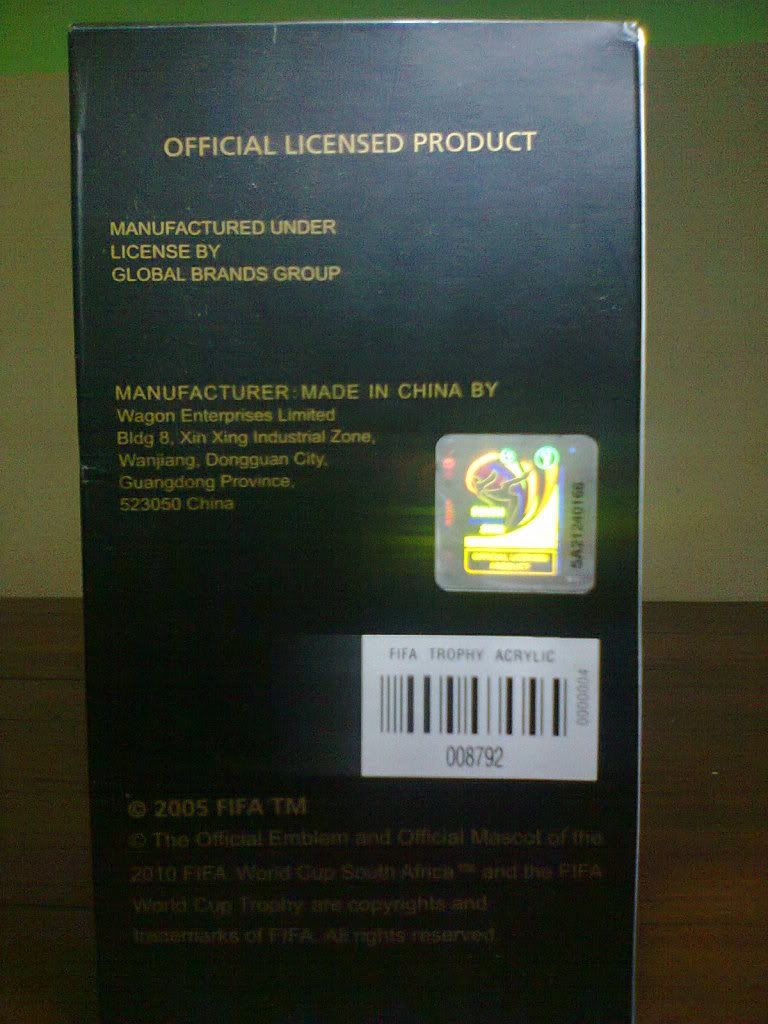 OFFICIAL LICENSED PRODUCT
MANUFACTURED UNDER
LICENSE BY
GLOBAL BRANDS GROUP
MANUFACTURER: MADE IN CHINA BY
Wagon Enterprises Limited
Bldg 8, Xin Xing Industrial Zone,
Wanjiang, Dongguan City,
Guangdong Province,
523050 China
SA21240166
FIFA TROPHY ACRYLIC
0000004
008792
© 2005 FIFA TM
© The Official Emblem and Official Mascot of the
2010 FIFA World Cup South Africa™ and the FIFA
World Cup Trophy are copyrights and
trademarks of FIFA. All rights reserved.